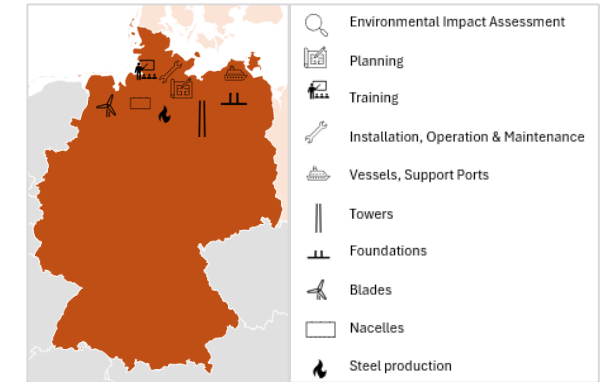 Environmental Impact Assessment
Planning
Training
Installation, Operation & Maintenance
Vessels, Support Ports
Towers
Foundations
Blades
Nacelles
Steel production